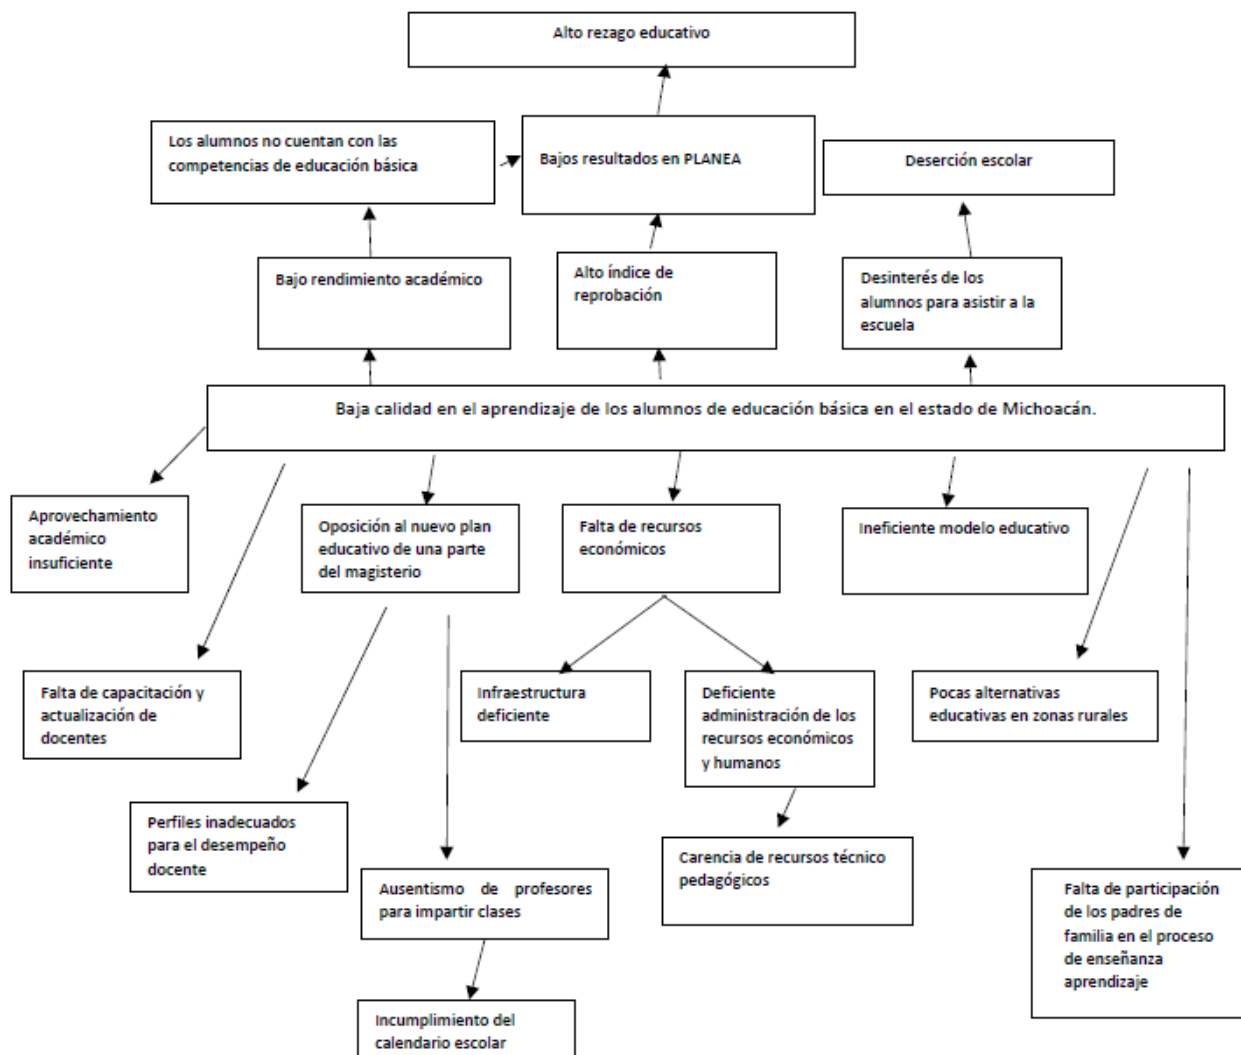 Alto rezago educativo
Los alumnos no cuentan con las
competencias de educación básica
Bajos resultados en PLANEA
Deserción escolar
Bajo rendimiento académico
Alto índice de
reprobación
Desinterés de los
alumnos para asistir a la
escuela
Baja calidad en el aprendizaje de los alumnos de educación básica en el estado de Michoacán.
Aprovechamiento
académico
insuficiente
Oposición al nuevo plan
educativo de una parte
del magisterio
Falta de recursos
económicos
Ineficiente modelo educativo
Falta de capacitación y
actualización de
docentes
Infraestructura
deficiente
Deficiente
administración de los
recursos económicos
y humanos
Pocas alternativas
educativas en zonas rurales
Perfiles inadecuados
para el desempeño
docente
Carencia de recursos técnico
pedagógicos
Ausentismo de profesores
para impartir clases
Falta de participación
de los padres de
familia en el proceso
de enseñanza
aprendizaje
Incumplimiento del
calendario escolar